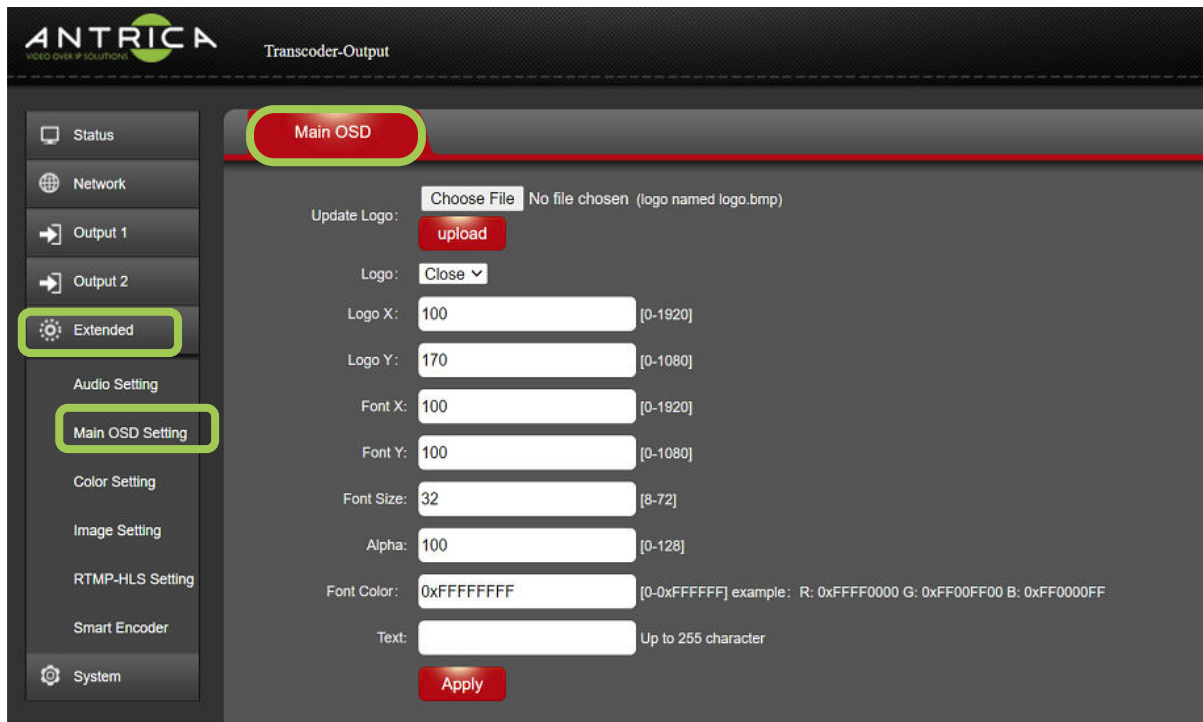 ANTRICA
VIDEO OVER IP SOLUTIONS
Transcoder-Output
Status
Network
Output 1
Output 2
Extended
Audio Setting
Main OSD Setting
Color Setting
Image Setting
RTMP-HLS Setting
Smart Encoder
System
Main OSD
Update Logo: Choose File No file chosen (logo named logo.bmp)
upload
Logo: Close
Logo X: 100 [0-1920]
Logo Y: 170 [0-1080]
Font X: 100 [0-1920]
Font Y: 100 [0-1080]
Font Size: 32 [8-72]
Alpha: 100 [0-128]
Font Color: 0xFFFFFFFF [0-0xFFFFFF] example: R: 0xFFFF0000 G: 0xFF00FF00 B: 0xFF0000FF
Text: Up to 255 character
Apply